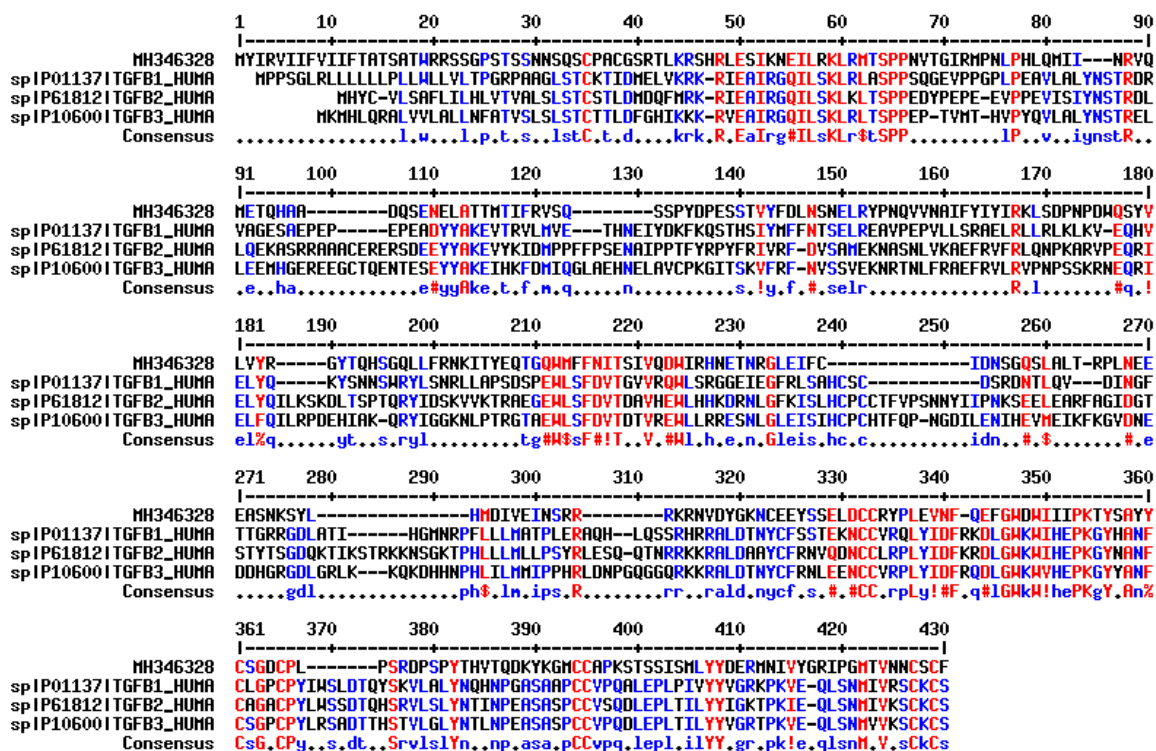 1 10 20 30 40 50 60 70 80 90
|--------+---------+---------+---------+---------+---------+---------+---------+---------|
MH346328 MYIRVIIFVIIFTATSATWRRSSGPSTSSNNSQSCPACGSRTLKRSHRLESIKNEILRKLRMTSPPNVTGIRMPNLPHLQMII---NRVQ
sp|P01137|TGFB1_HUMA MPPSGLRLLLLLLPLLWLLVLTPGRPAAGLSTCKTIDMELVKRK-RIEAIRGQILSKLRLASPPSQGEVPPGPLPEAVLALYNSTRDR
sp|P61812|TGFB2_HUMA MHYC-VLSAFLILHLVTVALSLSTCSTLDMDQFMRK-RIEAIRGQILSKLKLTSPPEDYPEPE-EVPPEVISIYNSTRDL
sp|P10600|TGFB3_HUMA MKMHLQRALVVLALLNFATVSLSLSTCTTLDFGHIKKK-RVEAIRGQILSKLRLTSPPEP-TVMT-HVPYQVLALYNSTREL
Consensus ................l.w...l.p.t.s..lstC.t.d....krk.R.EaIrg#ILsKLr$tSPP.........lP..v..iynstR..
91 100 110 120 130 140 150 160 170 180
|--------+---------+---------+---------+---------+---------+---------+---------+---------|
MH346328 METQHAA--------DQSENELATTMTIFRVSQ--------SSPYDPESSTVYFDLNSNELRYPNQVVNAIFYIYIRKLSDPNPDWQSYV
sp|P01137|TGFB1_HUMA VAGESAEPEP-----EPEADYYAKEVTRVLMVE---THNEIYDKFKQSTHSIYMFFNTSELREAVPEPVLLSRAELRLLRLKLKV-EQHV
sp|P61812|TGFB2_HUMA LQEKASRRAAACERERSDEEYYAKEVYKIDMPPFFPSENAIPPTFYRPYFRIVRF-DVSAMEKNASNLVKAEFRVFRLQNPKARVPEQRI
sp|P10600|TGFB3_HUMA LEEMHGEREEGCTQENTESEYYAKEIHKFDMIQGLAEHNELAVCPKGITSKVFRF-NVSSVEKNRTNLFRAEFRVLRVPNPSSKRNEQRI
Consensus .e..ha............e#yyAke.t.f.m.q.....n..........s.!y.f.#.selr..............R.l.......#q.!
181 190 200 210 220 230 240 250 260 270
|--------+---------+---------+---------+---------+---------+---------+---------+---------|
MH346328 LVYR-----GYTQHSGQLLFRNKITYEQTGQWMFFNITSIVQDWIRHNETNRGLEIFC--------------IDNSGQSLALT-RPLNEE
sp|P01137|TGFB1_HUMA ELYQ-----KYSNNSWRYLSNRLLAPSDSPEWLSFDVTGVVRQWLSRGGEIEGFRLSAHCSC-----------DSRDNTLQV--DINGF
sp|P61812|TGFB2_HUMA ELYQILKSKDLTSPTQRYIDSKVVKTRAEGEWLSFDVTDAVHEWLHHKDRNLGFKISLHCPCCTFVPSNNYIIPNKSEELEARFAGIDGT
sp|P10600|TGFB3_HUMA ELFQILRPDEHIAK-QRYIGGKNLPTRGTAEWLSFDVTDTVREWLLRRESNLGLEISIHCPCHTFQP-NGDILENIHEVMEIKFKGVDNE
Consensus el%q.....yt..s.ryl........tg#W$sF#!T..V.#Wl.h.e.n.Gleis.hc.c..........idn..#.$.......#.e
271 280 290 300 310 320 330 340 350 360
|--------+---------+---------+---------+---------+---------+---------+---------+---------|
MH346328 EASNKSYL---------------HMDIVEINSRR--------RKRNVDYGKNCEEYSSELDCCRYPLEVNF-QEFGWDWIIIPKTYSAYY
sp|P01137|TGFB1_HUMA TTGRRGDLATI----HGMNRPFLLLMATPLERAQH-LQSSRHRRALDTNYCFSSTEKNCCVRQLYIDFRKDLGWKWIHEPKGYHANF
sp|P61812|TGFB2_HUMA STYTSGDQKTIKSTRKKNSGKTPHLLLMLLPSYRLESQ-QTNRRKKRALDAAYCFRNVQDNCCLRPLYIDFKRDLGWKWIHEPKGYNANF
sp|P10600|TGFB3_HUMA DDHGRGDLGRLK---KQKDHHNPHLILMMIPPHRLDNPGQGGQRKKRALDTNYCFRNLEENCCVRPLYIDFRQDLGWKWVHEPKGYYANF
Consensus .....gdl...............ph$.lm.ips.R........rr..rald.nycf.s.#.#CC.rpLy!#F.q#lGWkW!hePKgY.An%
361 370 380 390 400 410 420 430
|--------+---------+---------+---------+---------+---------+---------|
MH346328 CSGDCPL--------PSRDPSPYTHVTQDKYKGMCCAPKSTSSISMLYYDERMNIVYGRIPGMTVNNCSCF
sp|P01137|TGFB1_HUMA CLGPCPYIWSLDTQYSKVLALYNQHNPGASAAPCCVPQALEPLPIVYYVGRKPKVE-QLSNMIVRSCKCS
sp|P61812|TGFB2_HUMA CAGACPYLWSSDTQHSRVLSLYNTINPEASASPCCVSQDLEPLTILYYIGKTPKIE-QLSNMIVKSCKCS
sp|P10600|TGFB3_HUMA CSGPCPYLRSADTTHSTVLGLYNTLNPEASASPCCVPQDLEPLTILYYVGRTPKVE-QLSNMVVKSCKCS
Consensus CsG.CPy..s.dt..Srvlsl Yn..np.asa.pCCvpq.lepl.ilYY.gr.pk!e.qlsnM.V.sCkCs